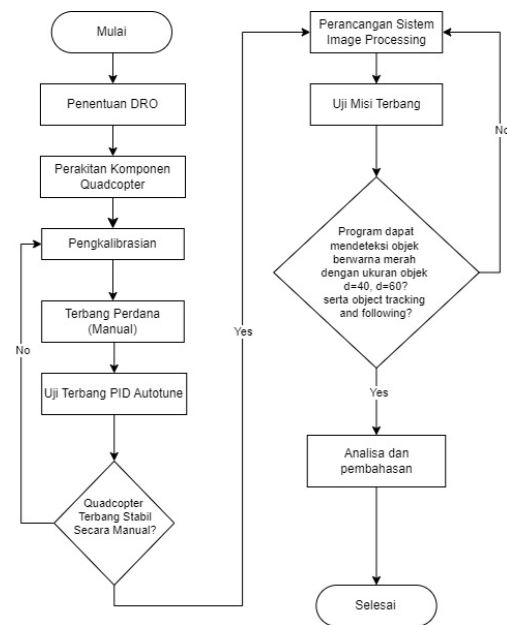 Mulai
Penentuan DRO
Perakitan Komponen
Quadcopter
Pengkalibrasian
Terbang Perdana
(Manual)
No
Uji Terbang PID Autotune
Quadcopter
Terbang Stabil
Secara Manual?
Yes
Perancangan Sistem
Image Processing
Uji Misi Terbang
No
Program dapat
mendeteksi objek
berwarna merah
dengan ukuran objek
d=40, d=60?
serta object tracking
and following?
Yes
Analisa dan
pembahasan
Selesai